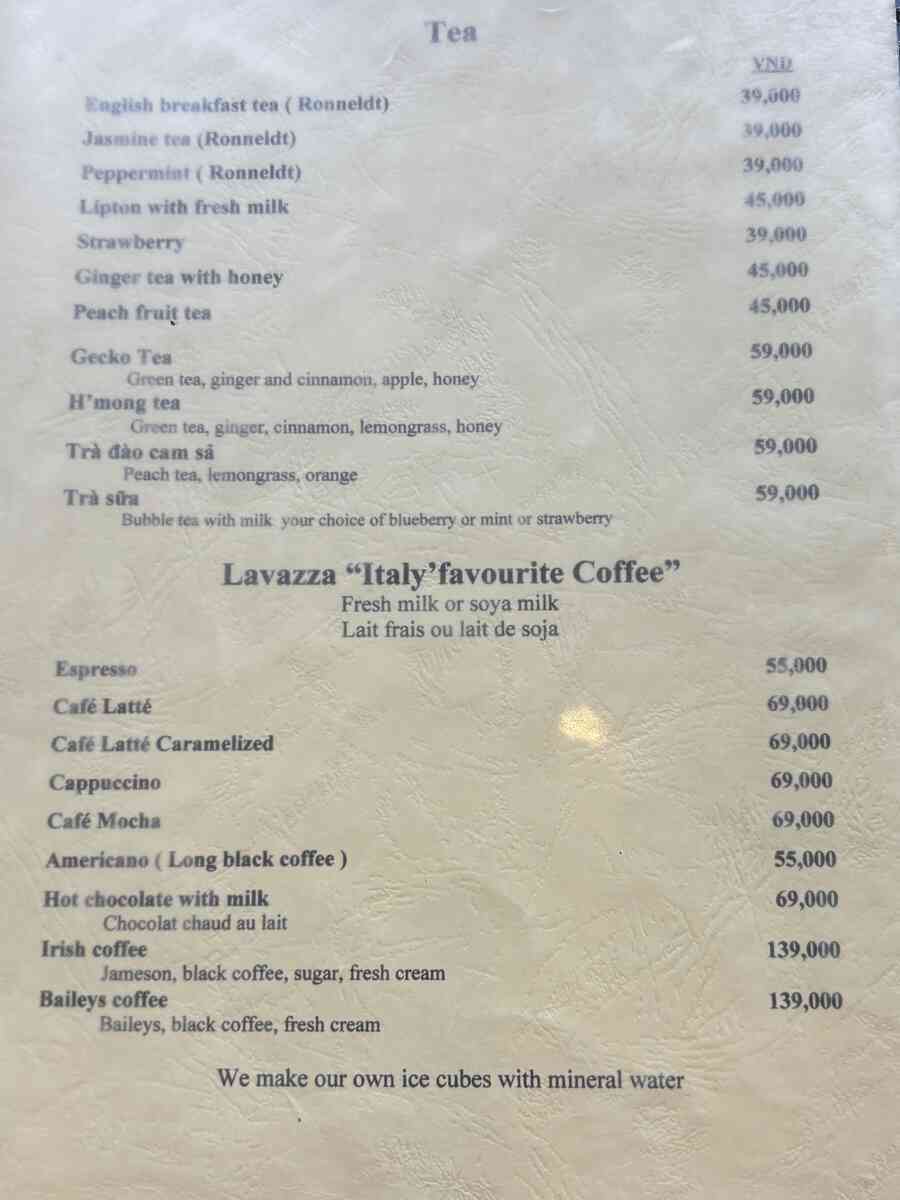 Tea
VND
English breakfast tea ( Ronneldt) 39,000
Jasmine tea (Ronneldt) 39,000
Peppermint ( Ronneldt) 39,000
Lipton with fresh milk 45,000
Strawberry 39,000
Ginger tea with honey 45,000
Peach fruit tea 45,000
Gecko Tea 59,000
Green tea, ginger and cinnamon, apple, honey
H'mong tea 59,000
Green tea, ginger, cinnamon, lemongrass, honey
Trà đào cam sả 59,000
Peach tea, lemongrass, orange
Trà sữa 59,000
Bubble tea with milk your choice of blueberry or mint or strawberry
Lavazza “Italy’favourite Coffee”
Fresh milk or soya milk
Lait frais ou lait de soja
Espresso 55,000
Café Latté 69,000
Café Latté Caramelized 69,000
Cappuccino 69,000
Café Mocha 69,000
Americano ( Long black coffee ) 55,000
Hot chocolate with milk 69,000
Chocolat chaud au lait
Irish coffee 139,000
Jameson, black coffee, sugar, fresh cream
Baileys coffee 139,000
Baileys, black coffee, fresh cream
We make our own ice cubes with mineral water